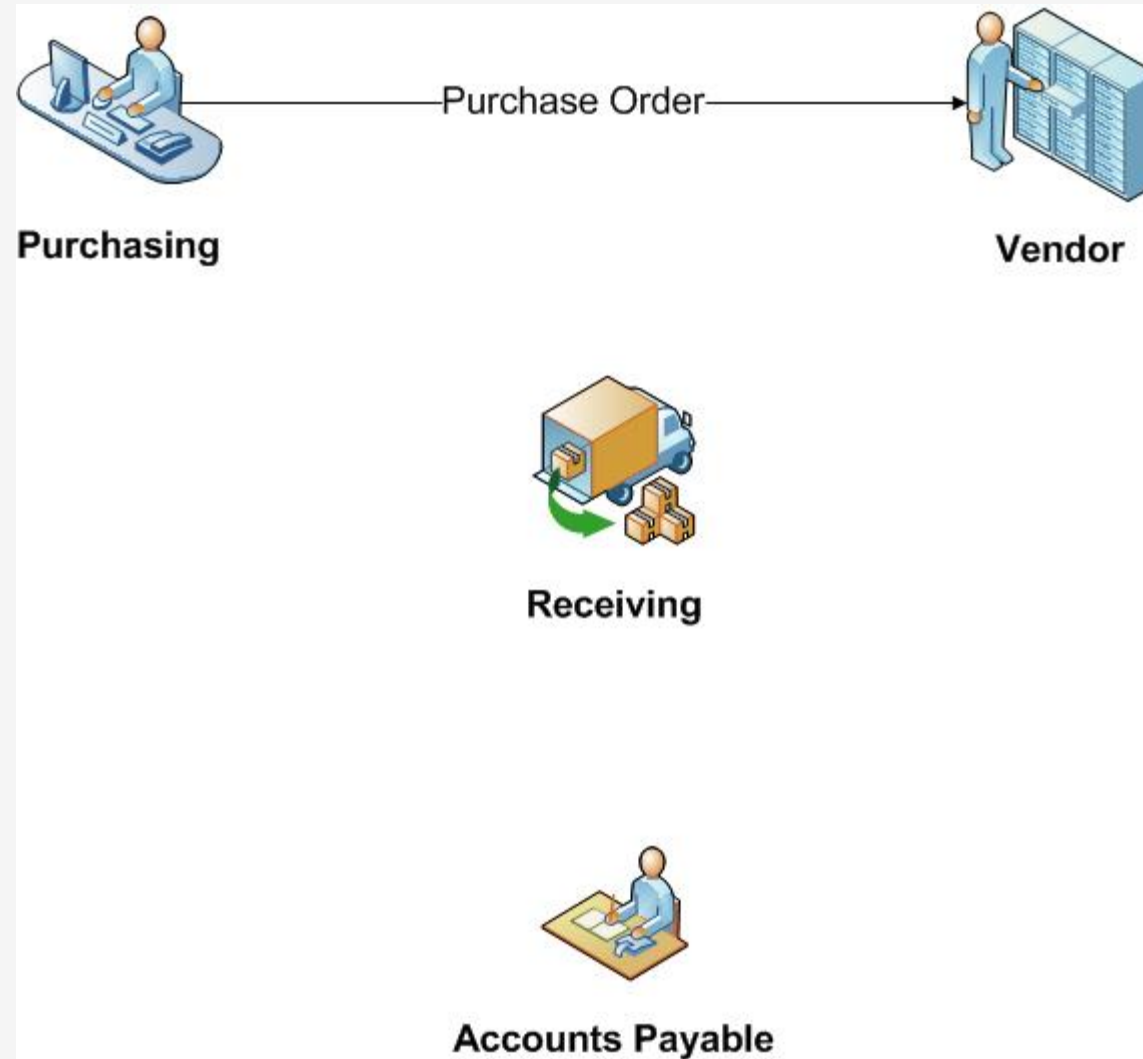 Purchase Order
Purchasing
Vendor
Receiving
Accounts Payable